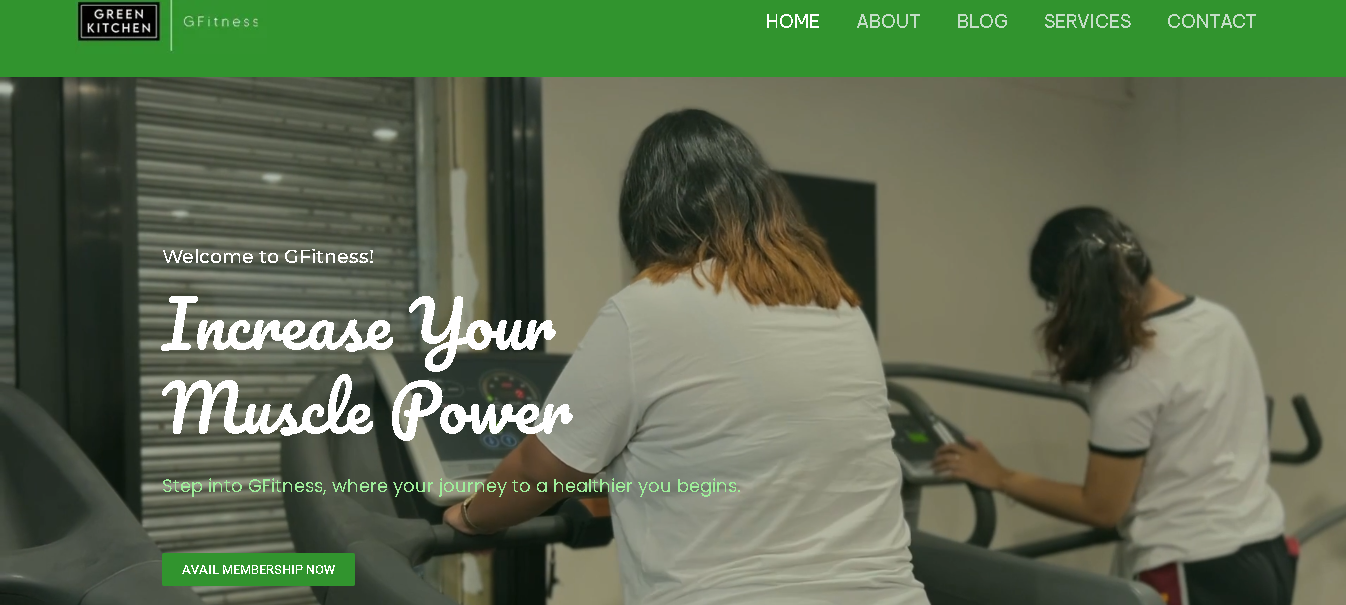 GREEN
KITCHEN
GFitness
HOME ABOUT BLOG SERVICES CONTACT
Welcome to GFitness!
Increase Your
Muscle Power
Step into GFitness, where your journey to a healthier you begins.
AVAIL MEMBERSHIP NOW